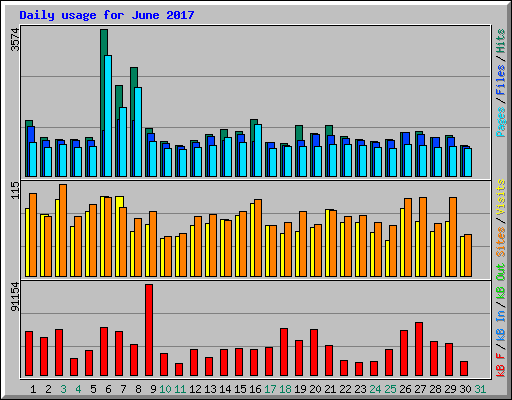 Daily usage for June 2017
3574
115
91154
Pages / Files / Hits
Sites / Visits
kB F / kB In / kB Out
1 2 3 4 5 6 7 8 9 10 11 12 13 14 15 16 17 18 19 20 21 22 23 24 25 26 27 28 29 30 31